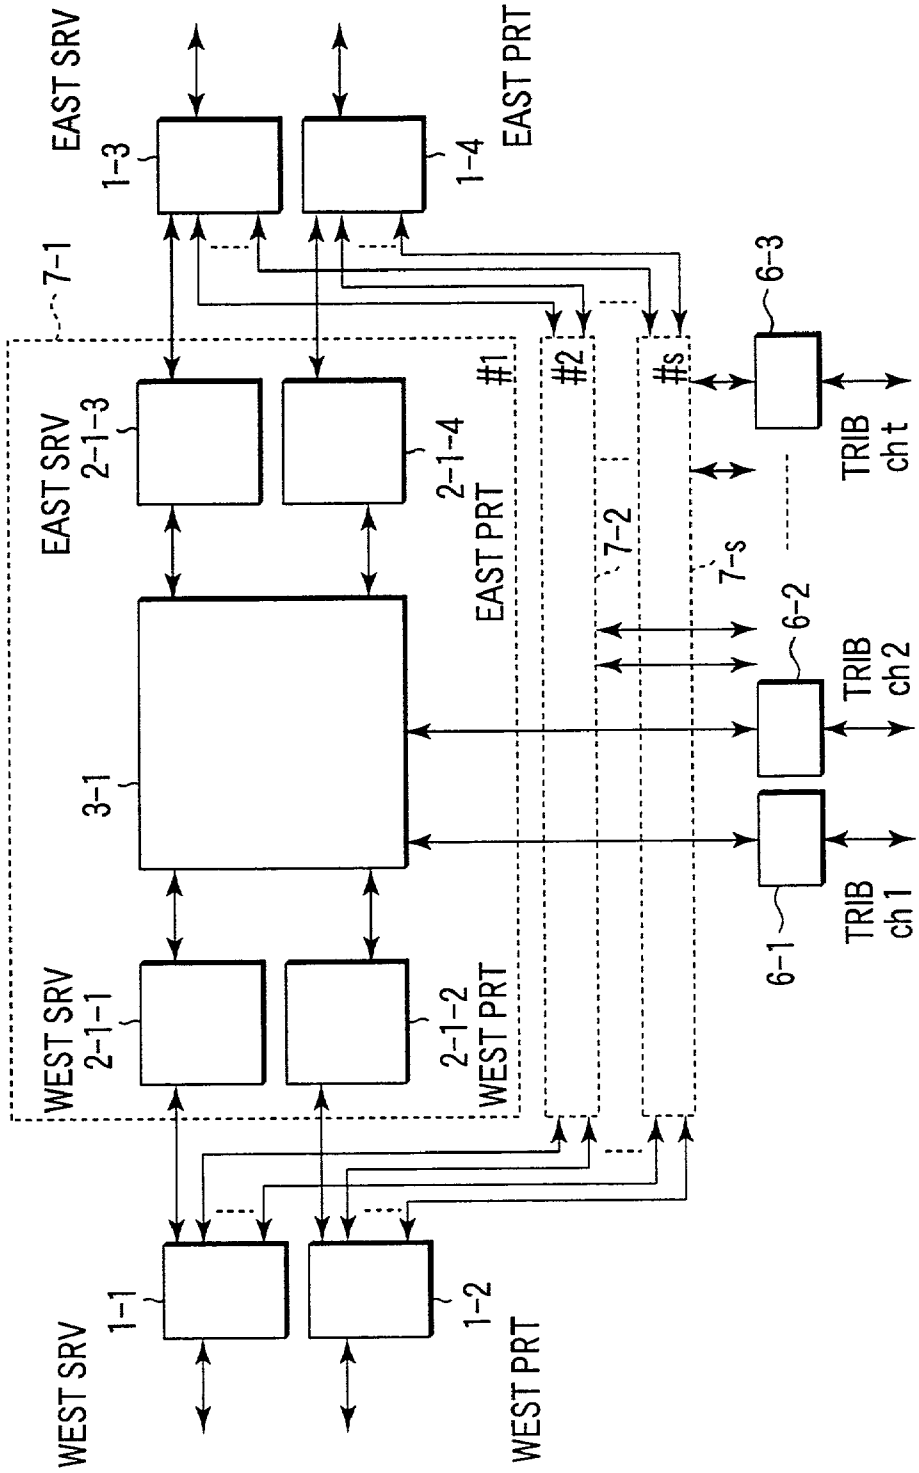 WEST SRV
1-1
1-2
WEST PRT
7-1
WEST SRV
2-1-1
2-1-2
WEST PRT
3-1
EAST SRV
2-1-3
2-1-4
EAST PRT
#1
#2
#s
7-2
7-s
EAST SRV
1-3
1-4
EAST PRT
6-1
6-2
6-3
TRIB
ch1
TRIB
ch2
TRIB
ch t